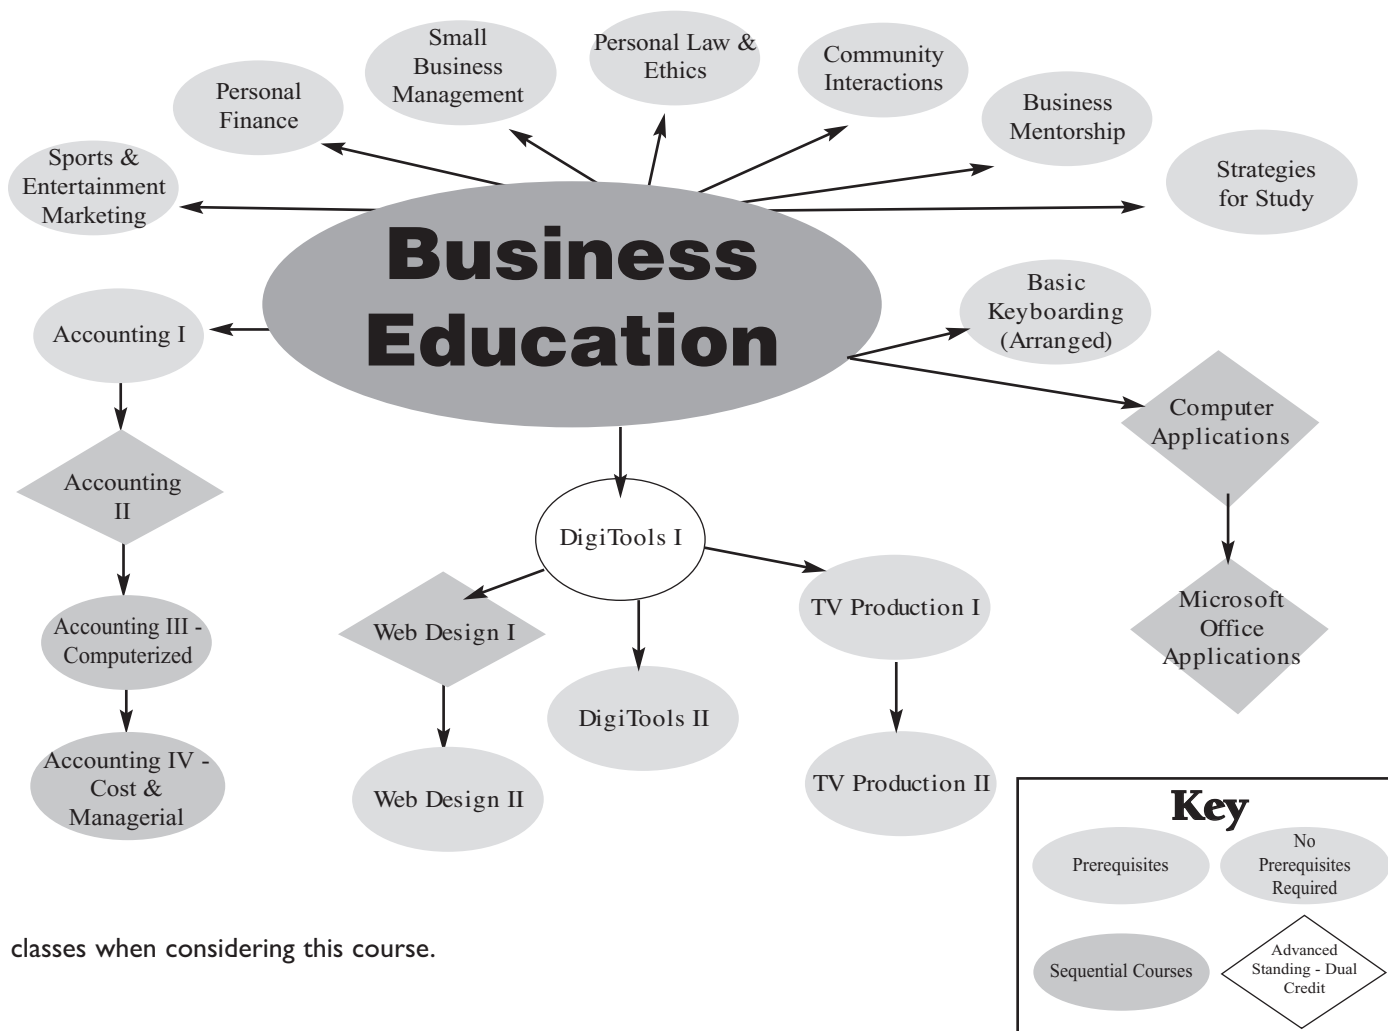 Small
Business
Management
Personal Law &
Ethics
Community
Interactions
Personal
Finance
Business
Mentorship
Sports &
Entertainment
Marketing
Strategies
for Study
Business
Education
Basic
Keyboarding
(Arranged)
Accounting I
Computer
Applications
Accounting
II
DigiTools I
Accounting III -
Computerized
Web Design I
TV Production I
Microsoft
Office
Applications
DigiTools II
Accounting IV -
Cost &
Managerial
Web Design II
TV Production II
Key
Prerequisites
No
Prerequisites
Required
Sequential Courses
Advanced
Standing - Dual
Credit
classes when considering this course.